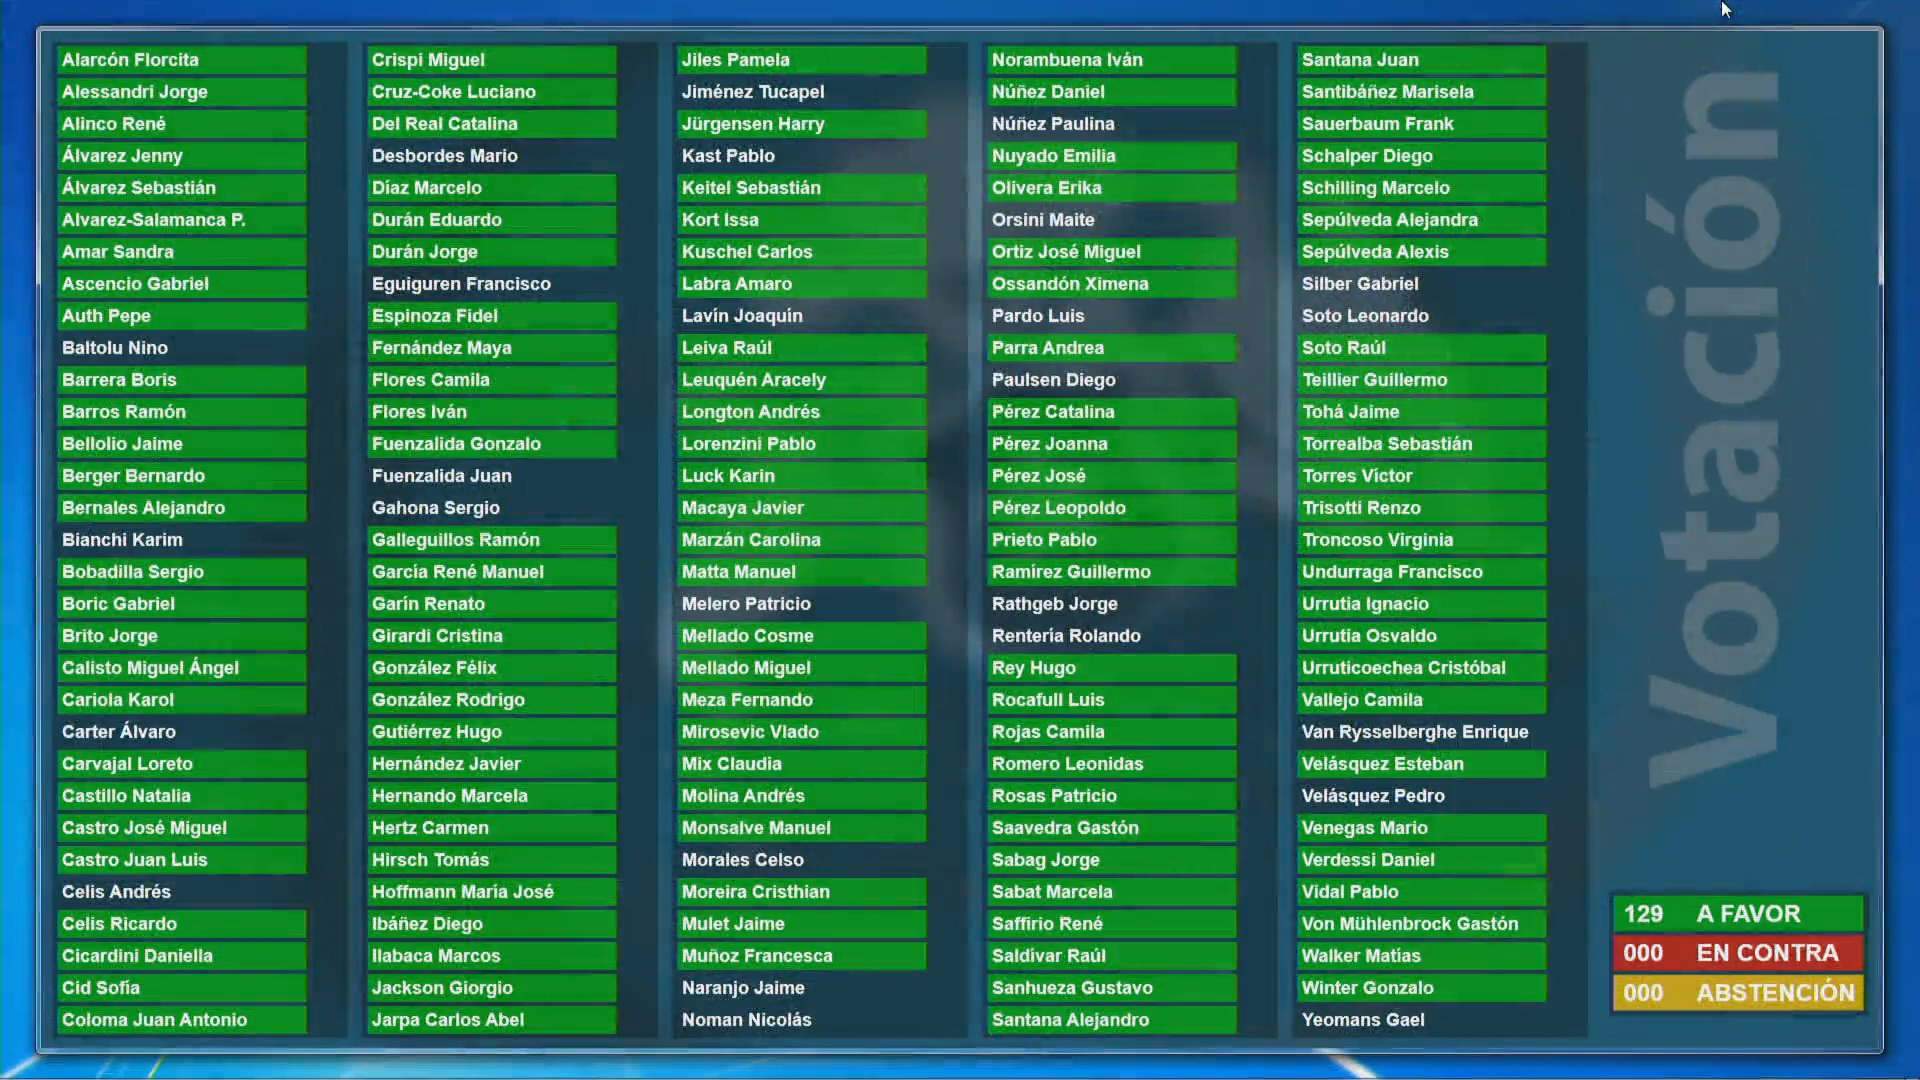 Alarcón Florcita
Alessandri Jorge
Alinco René
Álvarez Jenny
Álvarez Sebastián
Alvarez-Salamanca P.
Amar Sandra
Ascencio Gabriel
Auth Pepe
Baltolu Nino
Barrera Boris
Barros Ramón
Bellolio Jaime
Berger Bernardo
Bernales Alejandro
Bianchi Karim
Bobadilla Sergio
Boric Gabriel
Brito Jorge
Calisto Miguel Ángel
Cariola Karol
Carter Álvaro
Carvajal Loreto
Castillo Natalia
Castro José Miguel
Castro Juan Luis
Celis Andrés
Celis Ricardo
Cicardini Daniella
Cid Sofía
Coloma Juan Antonio
Crispi Miguel
Cruz-Coke Luciano
Del Real Catalina
Desbordes Mario
Díaz Marcelo
Durán Eduardo
Durán Jorge
Eguiguren Francisco
Espinoza Fidel
Fernández Maya
Flores Camila
Flores Iván
Fuenzalida Gonzalo
Fuenzalida Juan
Gahona Sergio
Galleguillos Ramón
García René Manuel
Garín Renato
Girardi Cristina
González Félix
González Rodrigo
Gutiérrez Hugo
Hernández Javier
Hernando Marcela
Hertz Carmen
Hirsch Tomás
Hoffmann María José
Ibáñez Diego
Ilabaca Marcos
Jackson Giorgio
Jarpa Carlos Abel
Jiles Pamela
Jiménez Tucapel
Jürgensen Harry
Kast Pablo
Keitel Sebastián
Kort Issa
Kuschel Carlos
Labra Amaro
Lavín Joaquín
Leiva Raúl
Leuquén Aracely
Longton Andrés
Lorenzini Pablo
Luck Karin
Macaya Javier
Marzán Carolina
Matta Manuel
Melero Patricio
Mellado Cosme
Mellado Miguel
Meza Fernando
Mirosevic Vlado
Mix Claudia
Molina Andrés
Monsalve Manuel
Morales Celso
Moreira Cristhian
Mulet Jaime
Muñoz Francesca
Naranjo Jaime
Noman Nicolás
Norambuena Iván
Núñez Daniel
Núñez Paulina
Nuyado Emilia
Olivera Erika
Orsini Maite
Ortiz José Miguel
Ossandón Ximena
Pardo Luis
Parra Andrea
Paulsen Diego
Pérez Catalina
Pérez Joanna
Pérez José
Pérez Leopoldo
Prieto Pablo
Ramírez Guillermo
Rathgeb Jorge
Rentería Rolando
Rey Hugo
Rocafull Luis
Rojas Camila
Romero Leonidas
Rosas Patricio
Saavedra Gastón
Sabag Jorge
Sabat Marcela
Saffirio René
Saldívar Raúl
Sanhueza Gustavo
Santana Alejandro
Santana Juan
Santibáñez Marisela
Sauerbaum Frank
Schalper Diego
Schilling Marcelo
Sepúlveda Alejandra
Sepúlveda Alexis
Silber Gabriel
Soto Leonardo
Soto Raúl
Teillier Guillermo
Tohá Jaime
Torrealba Sebastián
Torres Víctor
Trisotti Renzo
Troncoso Virginia
Undurraga Francisco
Urrutia Ignacio
Urrutia Osvaldo
Urruticoechea Cristóbal
Vallejo Camila
Van Rysselberghe Enrique
Velásquez Esteban
Velásquez Pedro
Venegas Mario
Verdessi Daniel
Vidal Pablo
Von Mühlenbrock Gastón
Walker Matías
Winter Gonzalo
Yeomans Gael
Votación
129 A FAVOR
000 EN CONTRA
000 ABSTENCIÓN